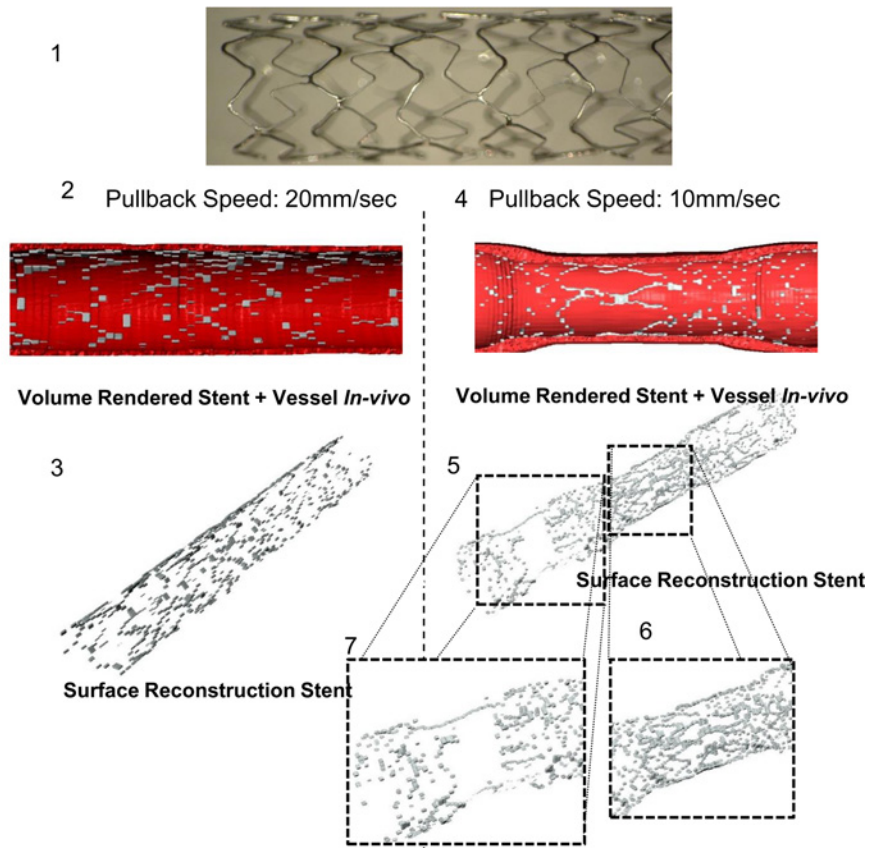 1
2
Pullback Speed: 20mm/sec
4
Pullback Speed: 10mm/sec
Volume Rendered Stent + Vessel In-vivo
Volume Rendered Stent + Vessel In-vivo
3
5
Surface Reconstruction Stent
6
7
Surface Reconstruction Stent